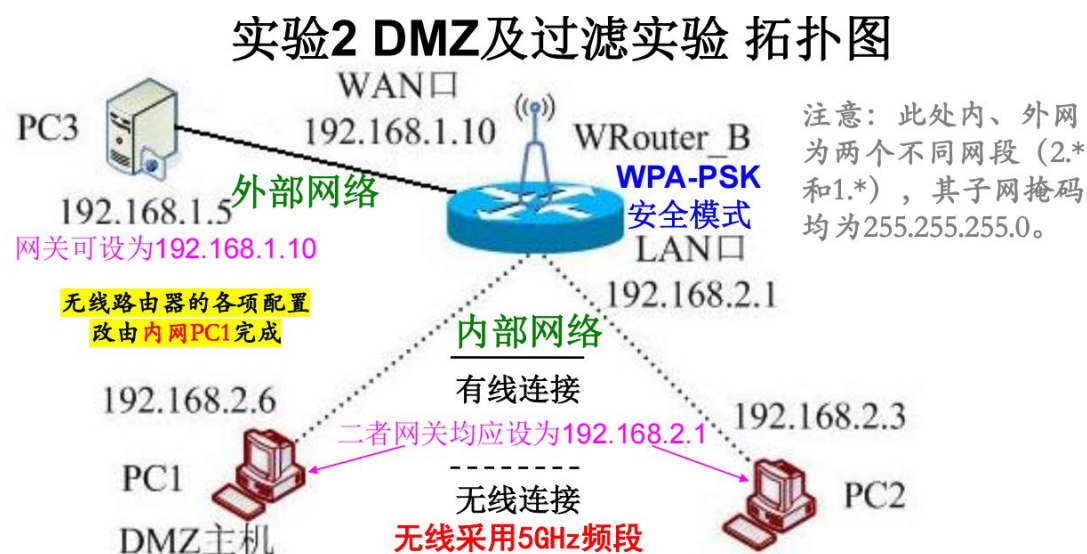 实验2 DMZ及过滤实验 拓扑图
WAN口
192.168.1.10
PC3
WRouter_B
WPA-PSK
安全模式
注意：此处内、外网
为两个不同网段（2.*
和1.*），其子网掩码
均为255.255.255.0。
外部网络
192.168.1.5
网关可设为192.168.1.10
LAN口
192.168.2.1
无线路由器的各项配置
改由内网PC1完成
内部网络
有线连接
192.168.2.6
192.168.2.3
二者网关均应设为192.168.2.1
PC1
DMZ主机
无线连接
无线采用5GHz频段
PC2